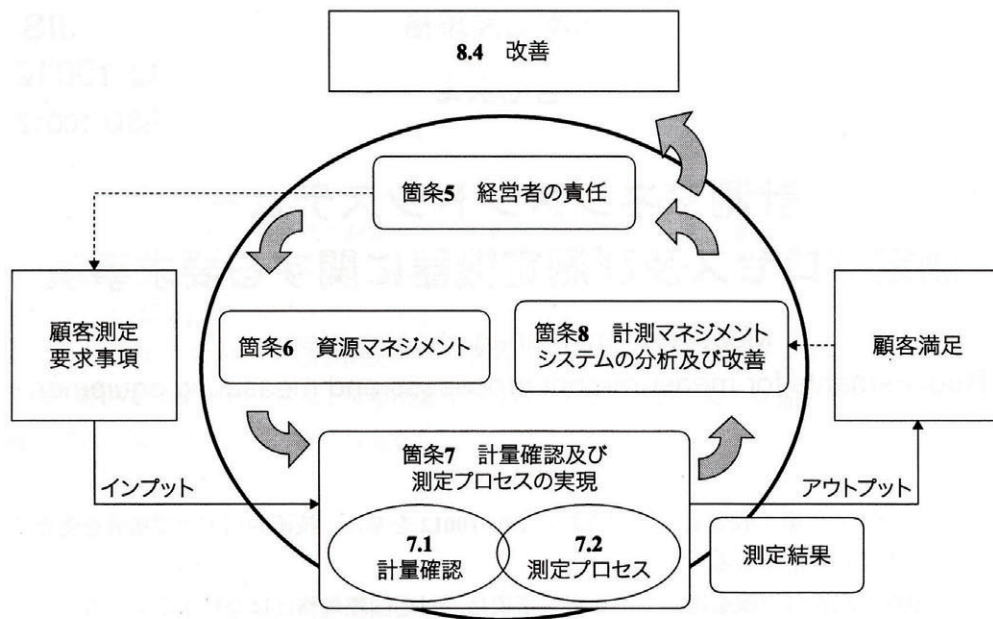 8.4 改善
箇条5 経営者の責任
顧客測定
要求事項
箇条6 資源マネジメント
箇条8 計測マネジメント
システムの分析及び改善
顧客満足
インプット
箇条7 計量確認及び
測定プロセスの実現
アウトプット
7.1
計量確認
7.2
測定プロセス
測定結果